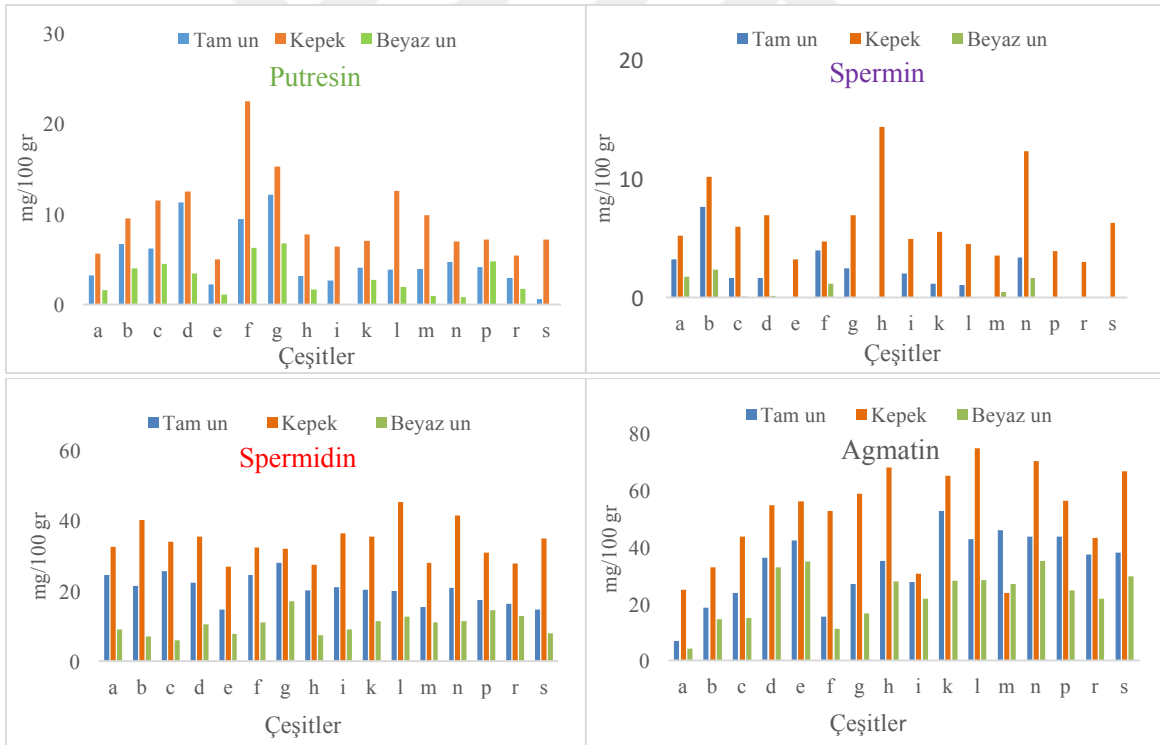 30
Tam un Kepek Beyaz un
Putresin
20
10
0
mg/100 gr
a b c d e f g h i k l m n p r s
Çeşitler
20
Tam un Kepek Beyaz un
Spermin
10
0
mg/100 gr
a b c d e f g h i k l m n p r s
Çeşitler
Tam un Kepek Beyaz un
60
Spermidin
40
20
0
mg/100 gr
a b c d e f g h i k l m n p r s
Çeşitler
Tam un Kepek Beyaz un
80
Agmatin
60
40
20
0
mg/100 gr
a b c d e f g h i k l m n p r s
Çeşitler